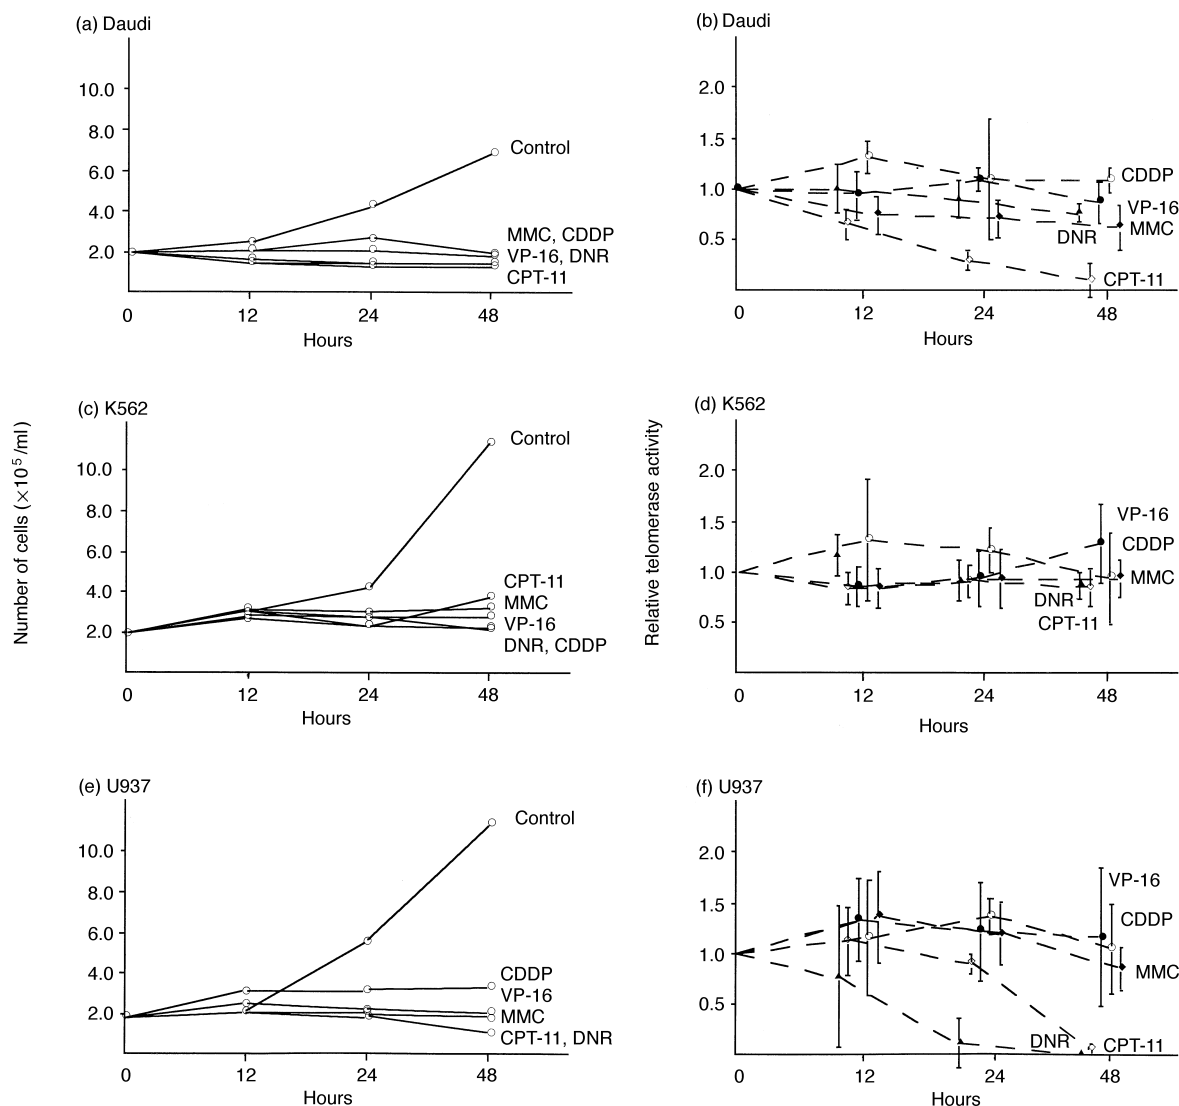 (a) Daudi
10.0
8.0
6.0
4.0
2.0
Control
MMC, CDDP
VP-16, DNR
CPT-11
0 12 24 48
Hours
(b) Daudi
2.0
1.5
1.0
0.5
CDDP
VP-16
DNR MMC
CPT-11
0 12 24 48
Hours
Number of cells (×10⁵/ml)
(c) K562
10.0
8.0
6.0
4.0
2.0
Control
CPT-11
MMC
VP-16
DNR, CDDP
0 12 24 48
Hours
Relative telomerase activity
(d) K562
2.0
1.5
1.0
0.5
VP-16
CDDP
MMC
DNR
CPT-11
0 12 24 48
Hours
(e) U937
10.0
8.0
6.0
4.0
2.0
Control
CDDP
VP-16
MMC
CPT-11, DNR
0 12 24 48
Hours
(f) U937
2.0
1.5
1.0
0.5
VP-16
CDDP
MMC
DNR CPT-11
0 12 24 48
Hours